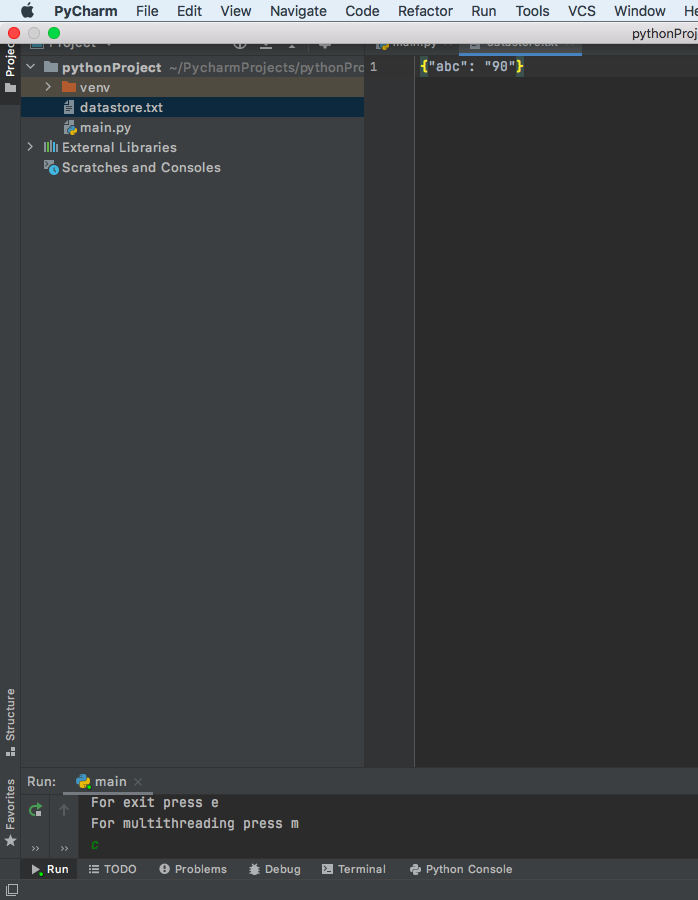 PyCharm File Edit View Navigate Code Refactor Run Tools VCS Window He
pythonProj
Project
main.py datastore.txt
Project
pythonProject ~/PycharmProjects/pythonPro
venv
datastore.txt
main.py
External Libraries
Scratches and Consoles
1 {"abc": "90"}
Structure
Favorites
Run: main
For exit press e
For multithreading press m
c
Run TODO Problems Debug Terminal Python Console